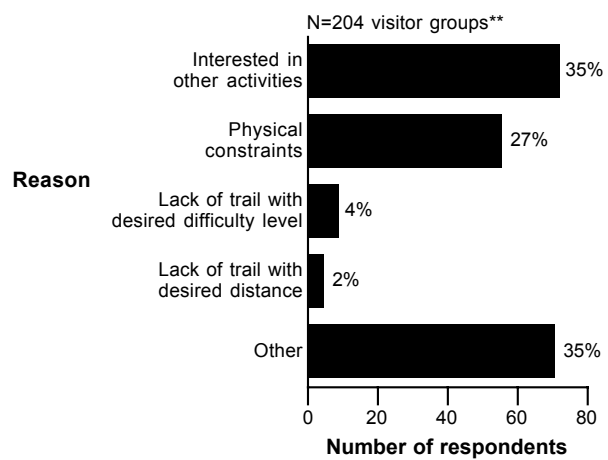 N=204 visitor groups**
Interested in
other activities
35%
Physical
constraints
27%
Reason
Lack of trail with
desired difficulty level
4%
Lack of trail with
desired distance
2%
Other
35%
0 20 40 60 80
Number of respondents